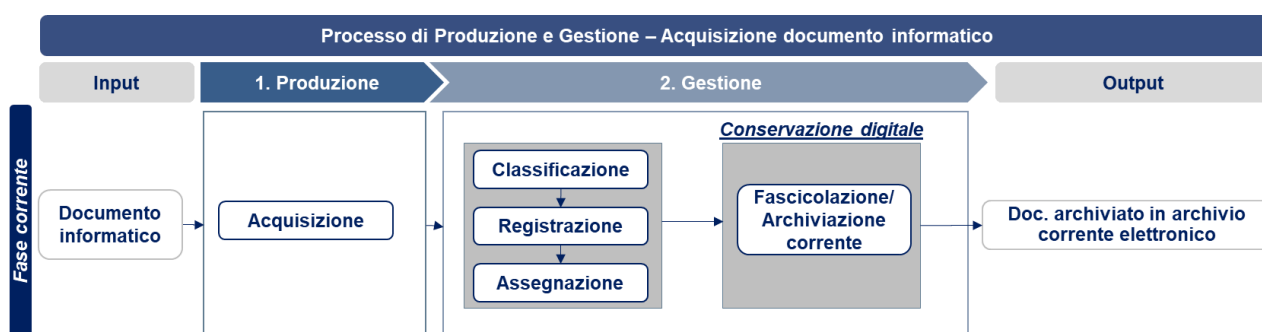 Processo di Produzione e Gestione – Acquisizione documento informatico
Input
1. Produzione
2. Gestione
Output
Fase corrente
Documento
informatico
Acquisizione
Classificazione
Registrazione
Assegnazione
Conservazione digitale
Fascicolazione/
Archiviazione
corrente
Doc. archiviato in archivio
corrente elettronico